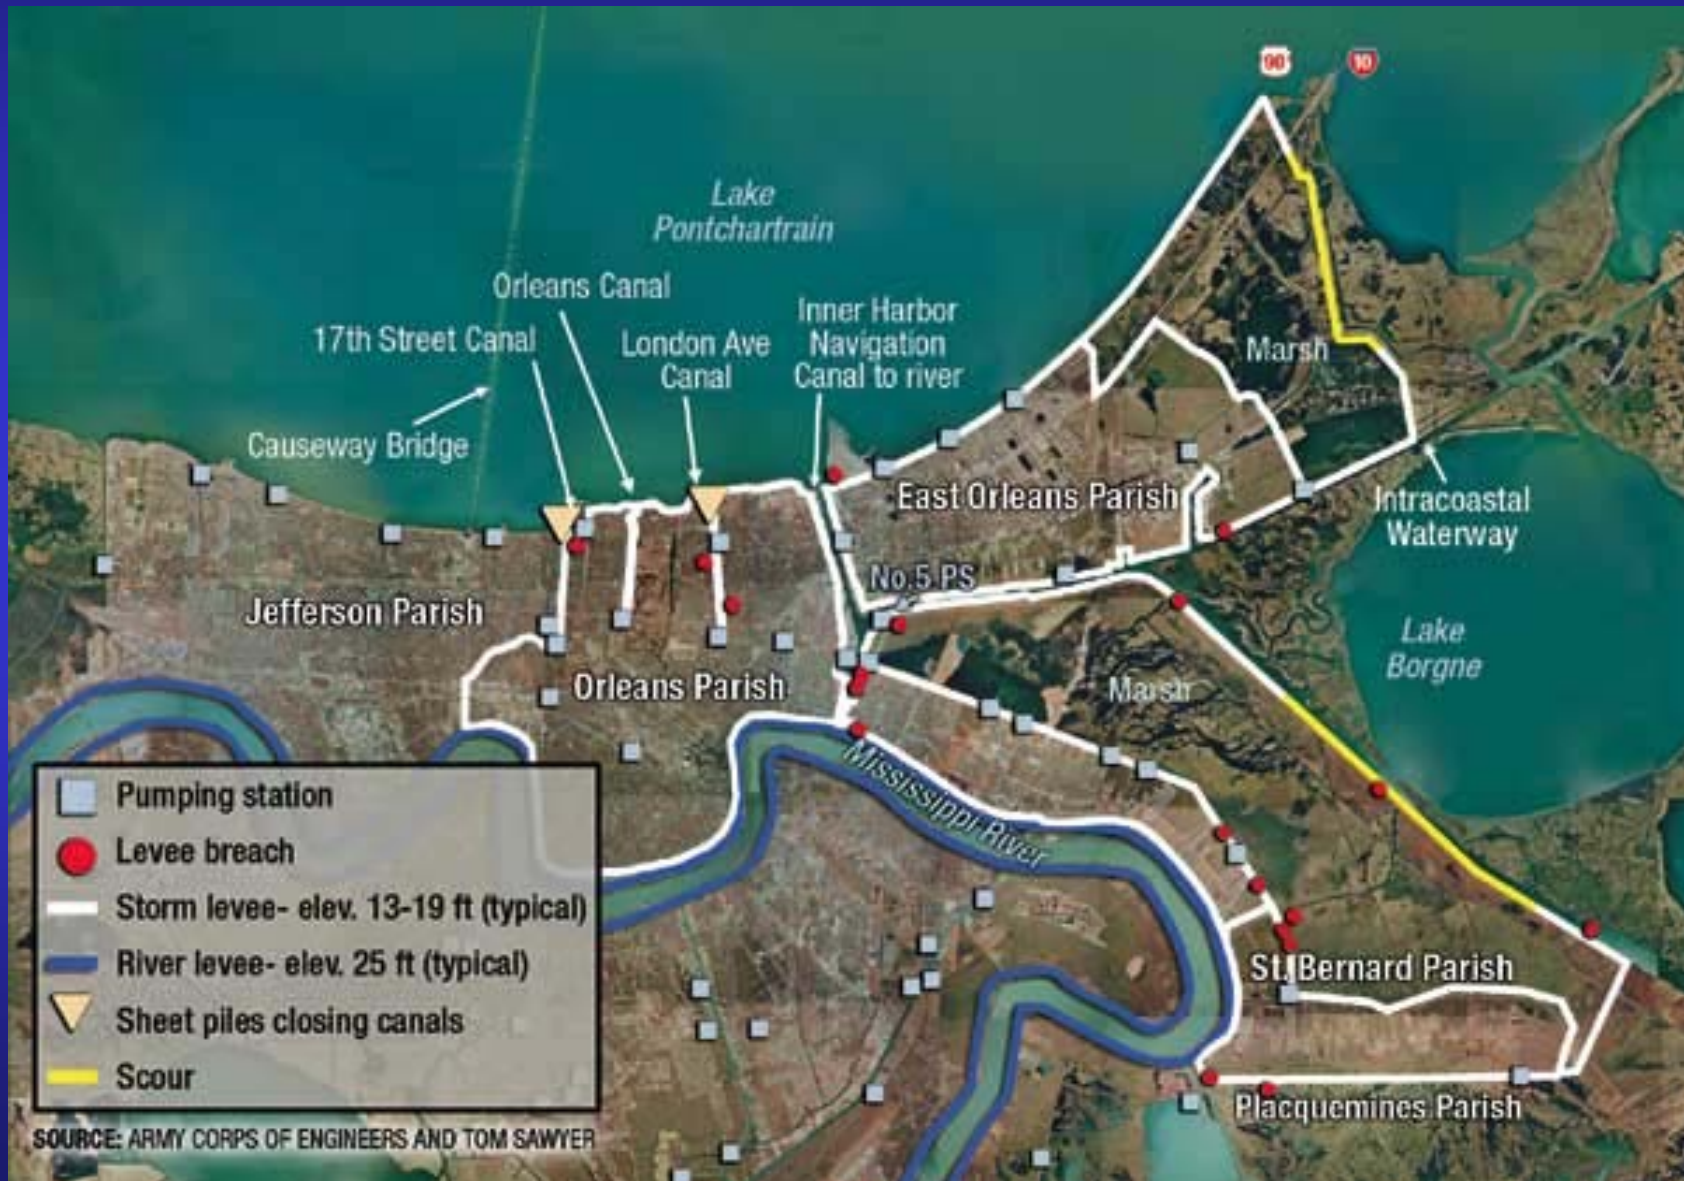 90
10
Lake
Pontchartrain
Orleans Canal
17th Street Canal
London Ave
Canal
Inner Harbor
Navigation
Canal to river
Marsh
Causeway Bridge
East Orleans Parish
Intracoastal
Waterway
No.5 PS
Jefferson Parish
Lake
Borgne
Orleans Parish
Marsh
Mississippi River
Pumping station
Levee breach
Storm levee- elev. 13-19 ft (typical)
River levee- elev. 25 ft (typical)
Sheet piles closing canals
Scour
St. Bernard Parish
Placquemines Parish
SOURCE: ARMY CORPS OF ENGINEERS AND TOM SAWYER